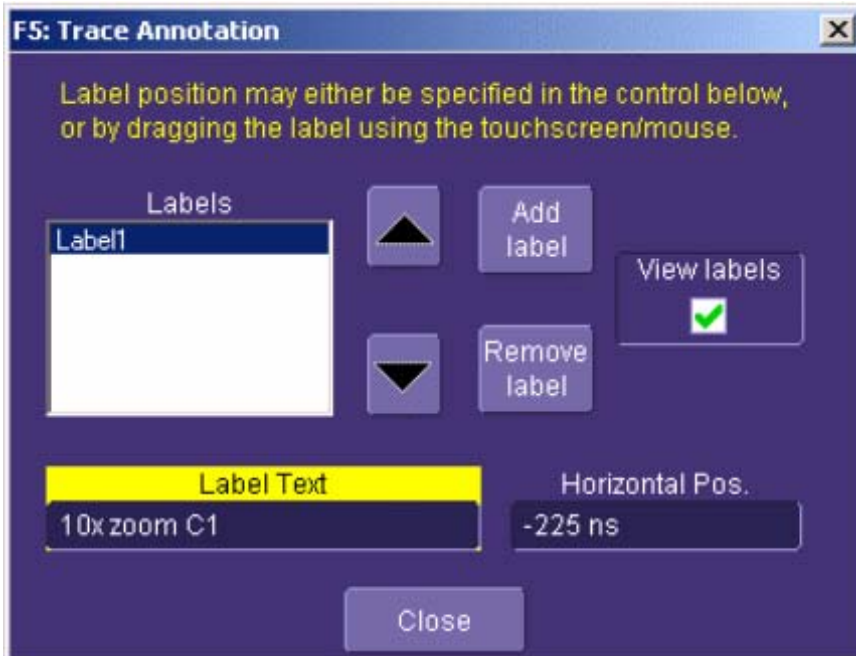 F5: Trace Annotation
Label position may either be specified in the control below,
or by dragging the label using the touchscreen/mouse.
Labels
Label1
Add
label
View labels
Remove
label
Label Text
10x zoom C1
Horizontal Pos.
-225 ns
Close